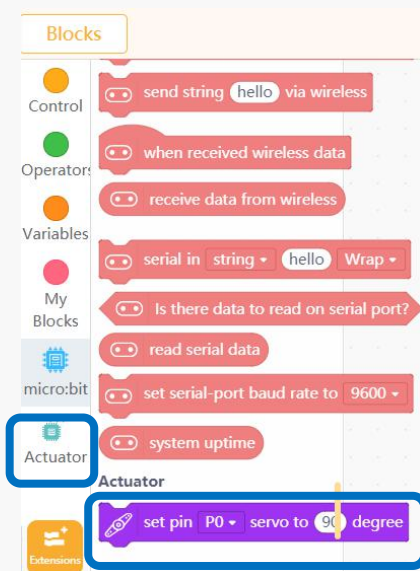 Blocks
Control
Operators
Variables
My
Blocks
micro:bit
Actuator
Extensions
send string hello via wireless
when received wireless data
receive data from wireless
serial in string hello Wrap
Is there data to read on serial port?
read serial data
set serial-port baud rate to 9600
system uptime
Actuator
set pin P0 servo to 90 degree